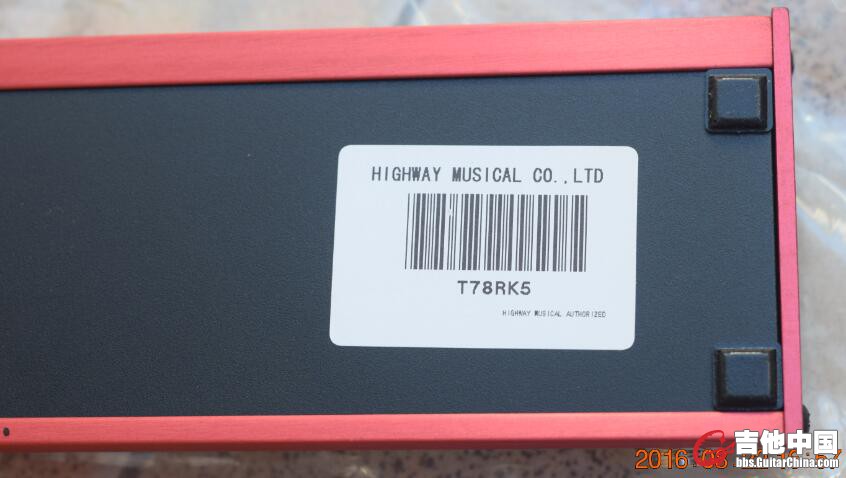 HIGHWAY MUSICAL CO.,LTD
T78RK5
HIGHWAY MUSICAL AUTHORIZED
吉他中国
bbs.GuitarChina.com
2016